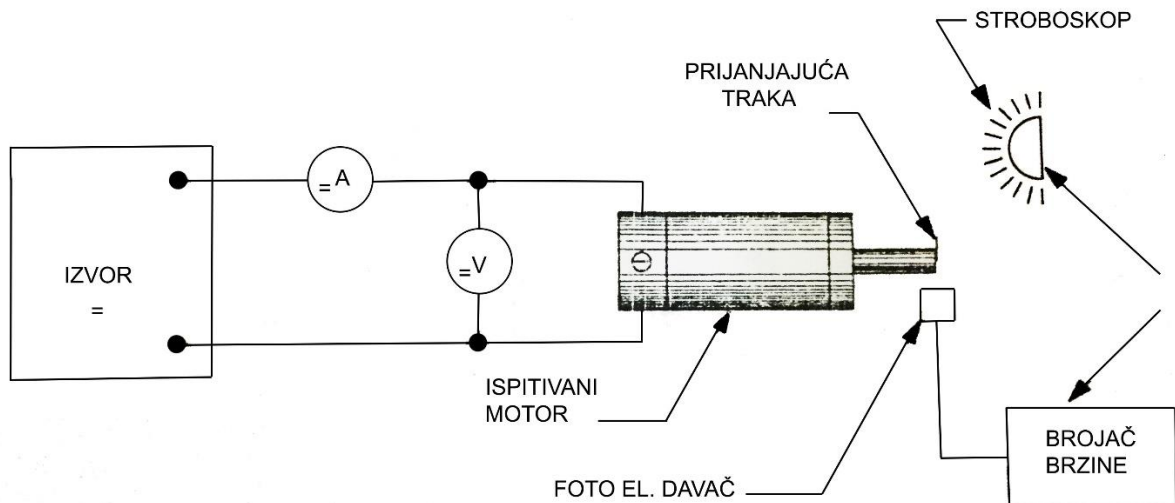 STROBOSKOP
PRIJANJAJUĆA
TRAKA
= A
=V
IZVOR
=
ISPITIVANI
MOTOR
FOTO EL. DAVAČ
BROJAČ
BRZINE